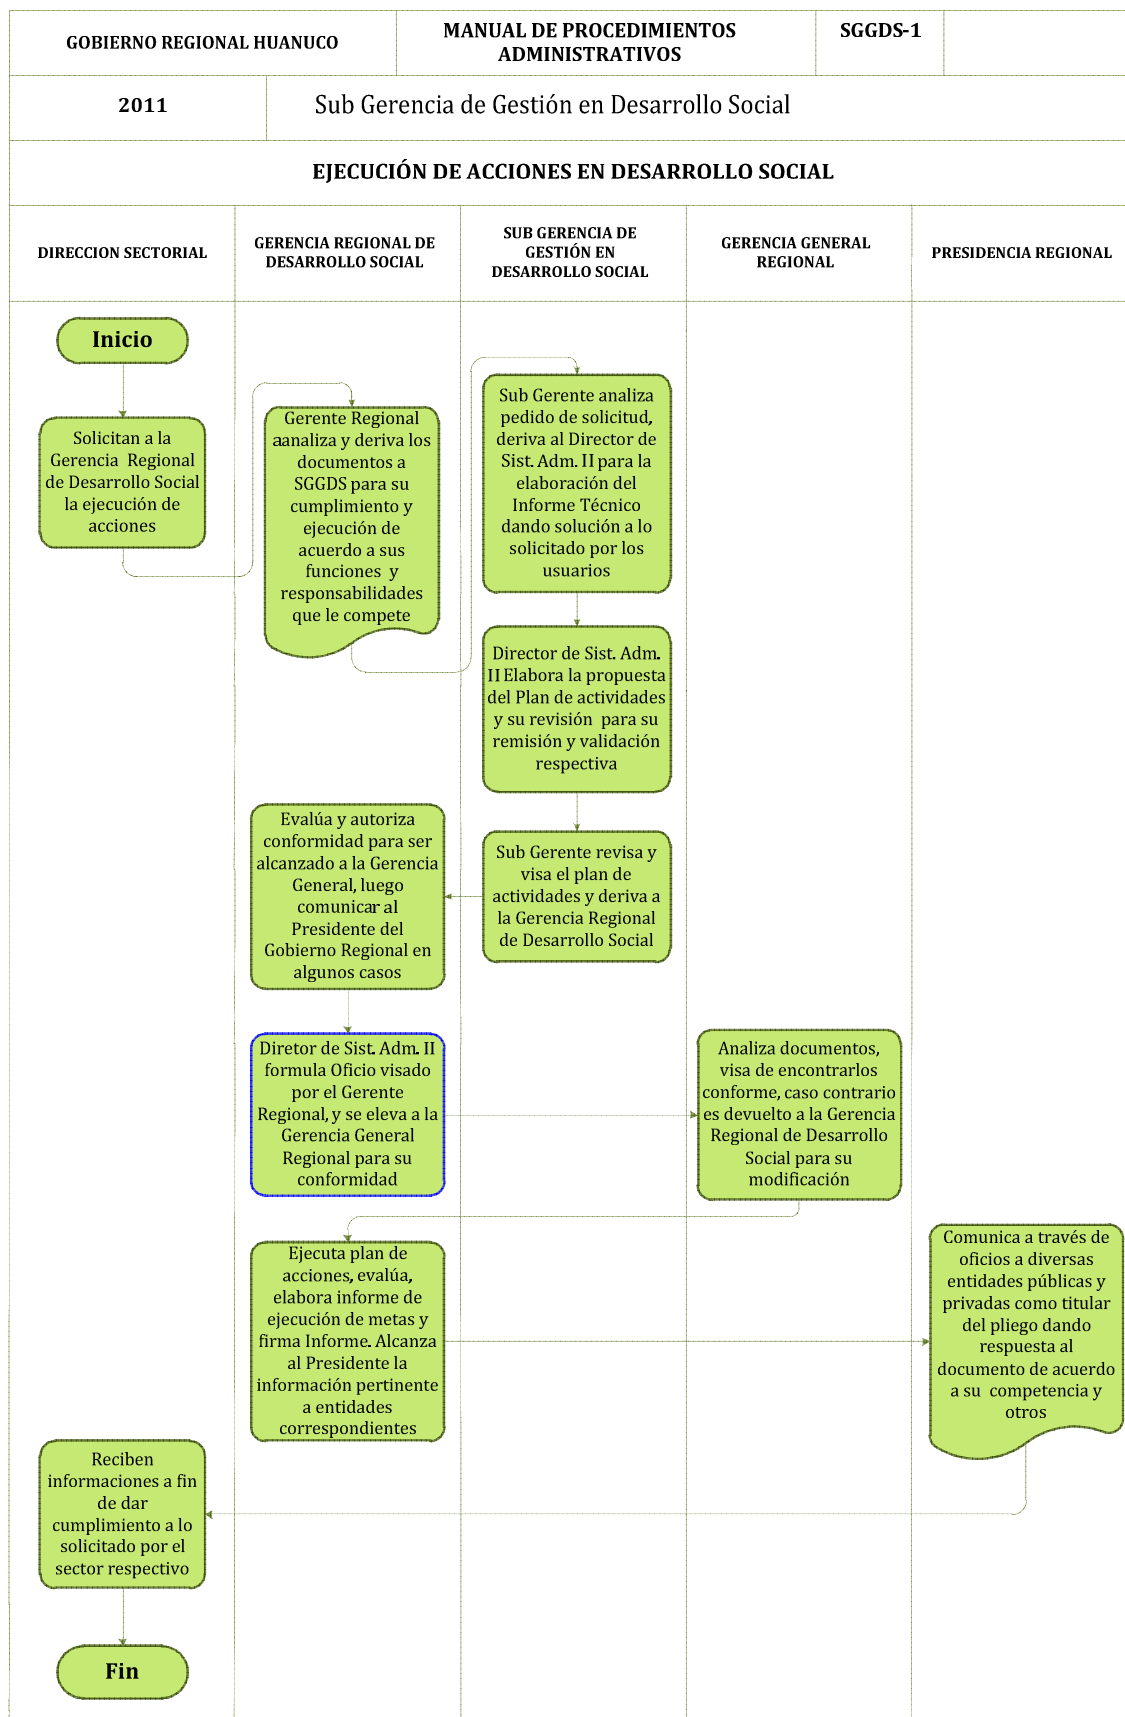 GOBIERNO REGIONAL HUANUCO
MANUAL DE PROCEDIMIENTOS
ADMINISTRATIVOS
SGGDS-1
2011
Sub Gerencia de Gestión en Desarrollo Social
EJECUCIÓN DE ACCIONES EN DESARROLLO SOCIAL
DIRECCION SECTORIAL
GERENCIA REGIONAL DE
DESARROLLO SOCIAL
SUB GERENCIA DE
GESTIÓN EN
DESARROLLO SOCIAL
GERENCIA GENERAL
REGIONAL
PRESIDENCIA REGIONAL
Inicio
Solicitan a la
Gerencia Regional
de Desarrollo Social
la ejecución de
acciones
Gerente Regional
aanaliza y deriva los
documentos a
SGGDS para su
cumplimiento y
ejecución de
acuerdo a sus
funciones y
responsabilidades
que le compete
Sub Gerente analiza
pedido de solicitud,
deriva al Director de
Sist. Adm. II para la
elaboración del
Informe Técnico
dando solución a lo
solicitado por los
usuarios
Director de Sist. Adm.
II Elabora la propuesta
del Plan de actividades
y su revisión para su
remisión y validación
respectiva
Sub Gerente revisa y
visa el plan de
actividades y deriva a
la Gerencia Regional
de Desarrollo Social
Evalúa y autoriza
conformidad para ser
alcanzado a la Gerencia
General, luego
comunicar al
Presidente del
Gobierno Regional en
algunos casos
Diretor de Sist. Adm. II
formula Oficio visado
por el Gerente
Regional, y se eleva a la
Gerencia General
Regional para su
conformidad
Analiza documentos,
visa de encontrarlos
conforme, caso contrario
es devuelto a la Gerencia
Regional de Desarrollo
Social para su
modificación
Ejecuta plan de
acciones, evalúa,
elabora informe de
ejecución de metas y
firma Informe. Alcanza
al Presidente la
información pertinente
a entidades
correspondientes
Comunica a través de
oficios a diversas
entidades públicas y
privadas como titular
del pliego dando
respuesta al
documento de acuerdo
a su competencia y
otros
Reciben
informaciones a fin
de dar
cumplimiento a lo
solicitado por el
sector respectivo
Fin